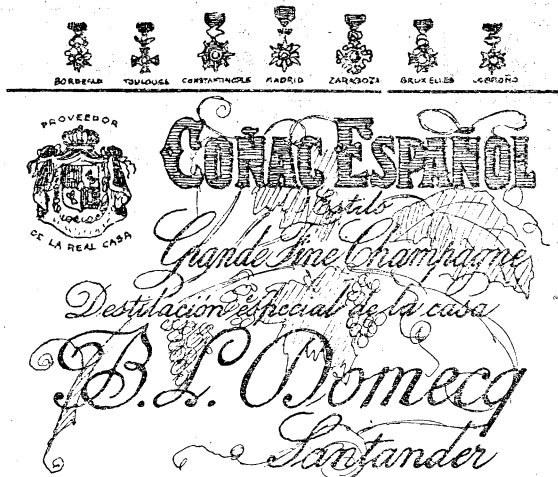 BORDEAUX TOULOUSE CONSTANTINOPLE MADRID ZARAGOZA BRUXELLES LOGROÑO
PROVEEDOR
DE LA REAL CASA
COÑAC ESPAÑOL
Estilo
Grande Fine Champagne
Destilación especial de la casa
B. L. Domecq
Santander